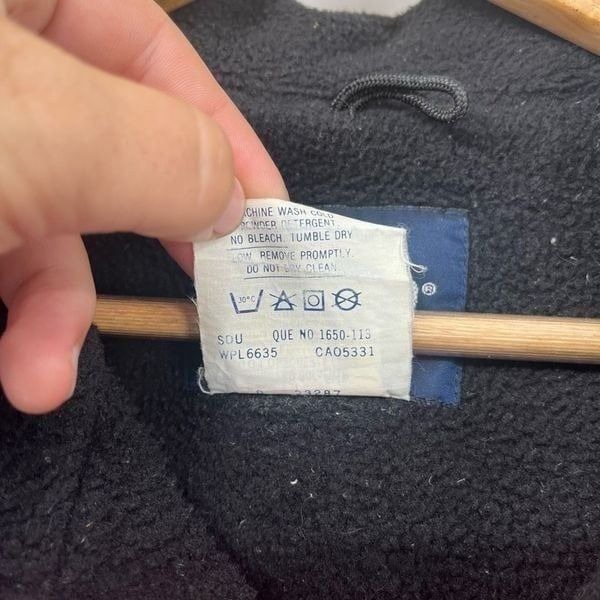 MACHINE WASH COLD
POWDER DETERGENT
NO BLEACH. TUMBLE DRY
LOW. REMOVE PROMPTLY.
DO NOT DRY CLEAN.
30°C
SDU QUE NO 1650-113
WPL6635 CA05331
23287
®